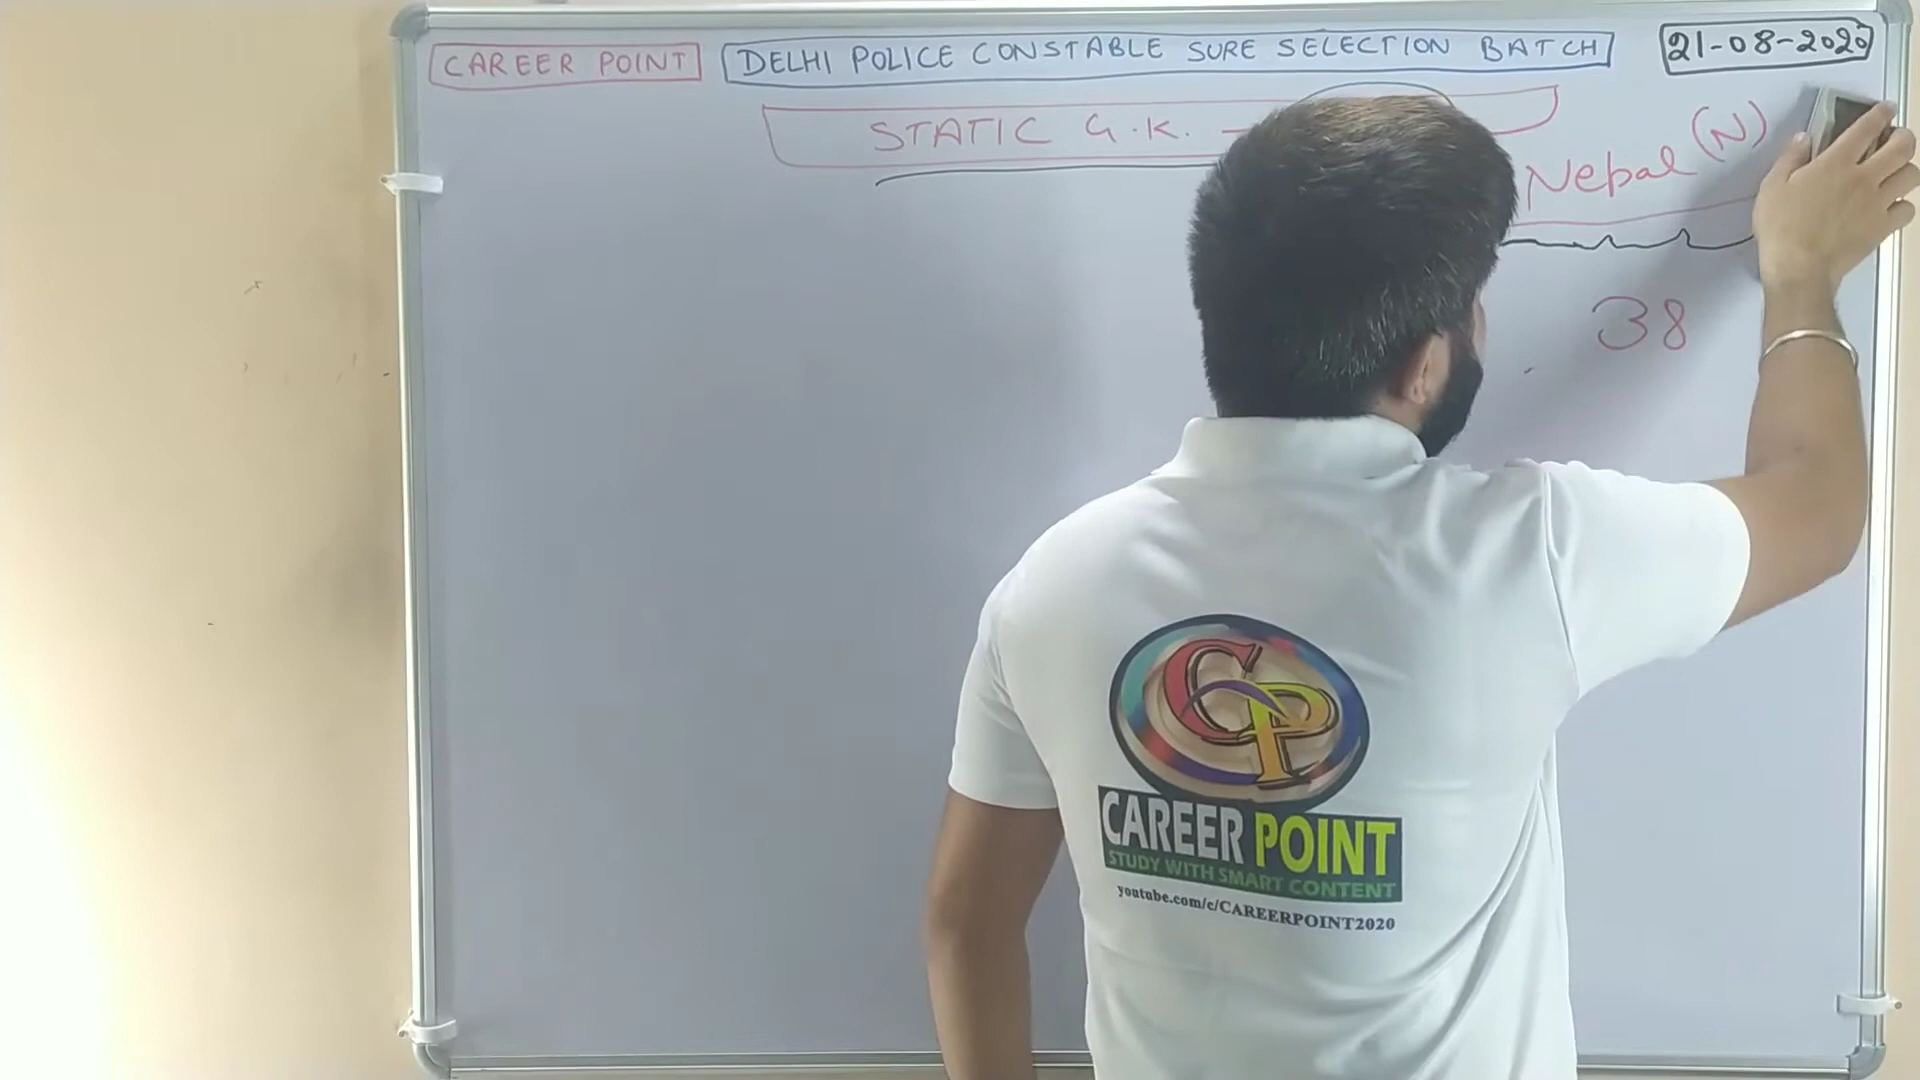 CAREER POINT DELHI POLICE CONSTABLE SURE SELECTION BATCH 21-08-2020
STATIC G.K. -
Nepal (N)
38
CP
CAREER POINT
STUDY WITH SMART CONTENT
youtube.com/c/CAREERPOINT2020